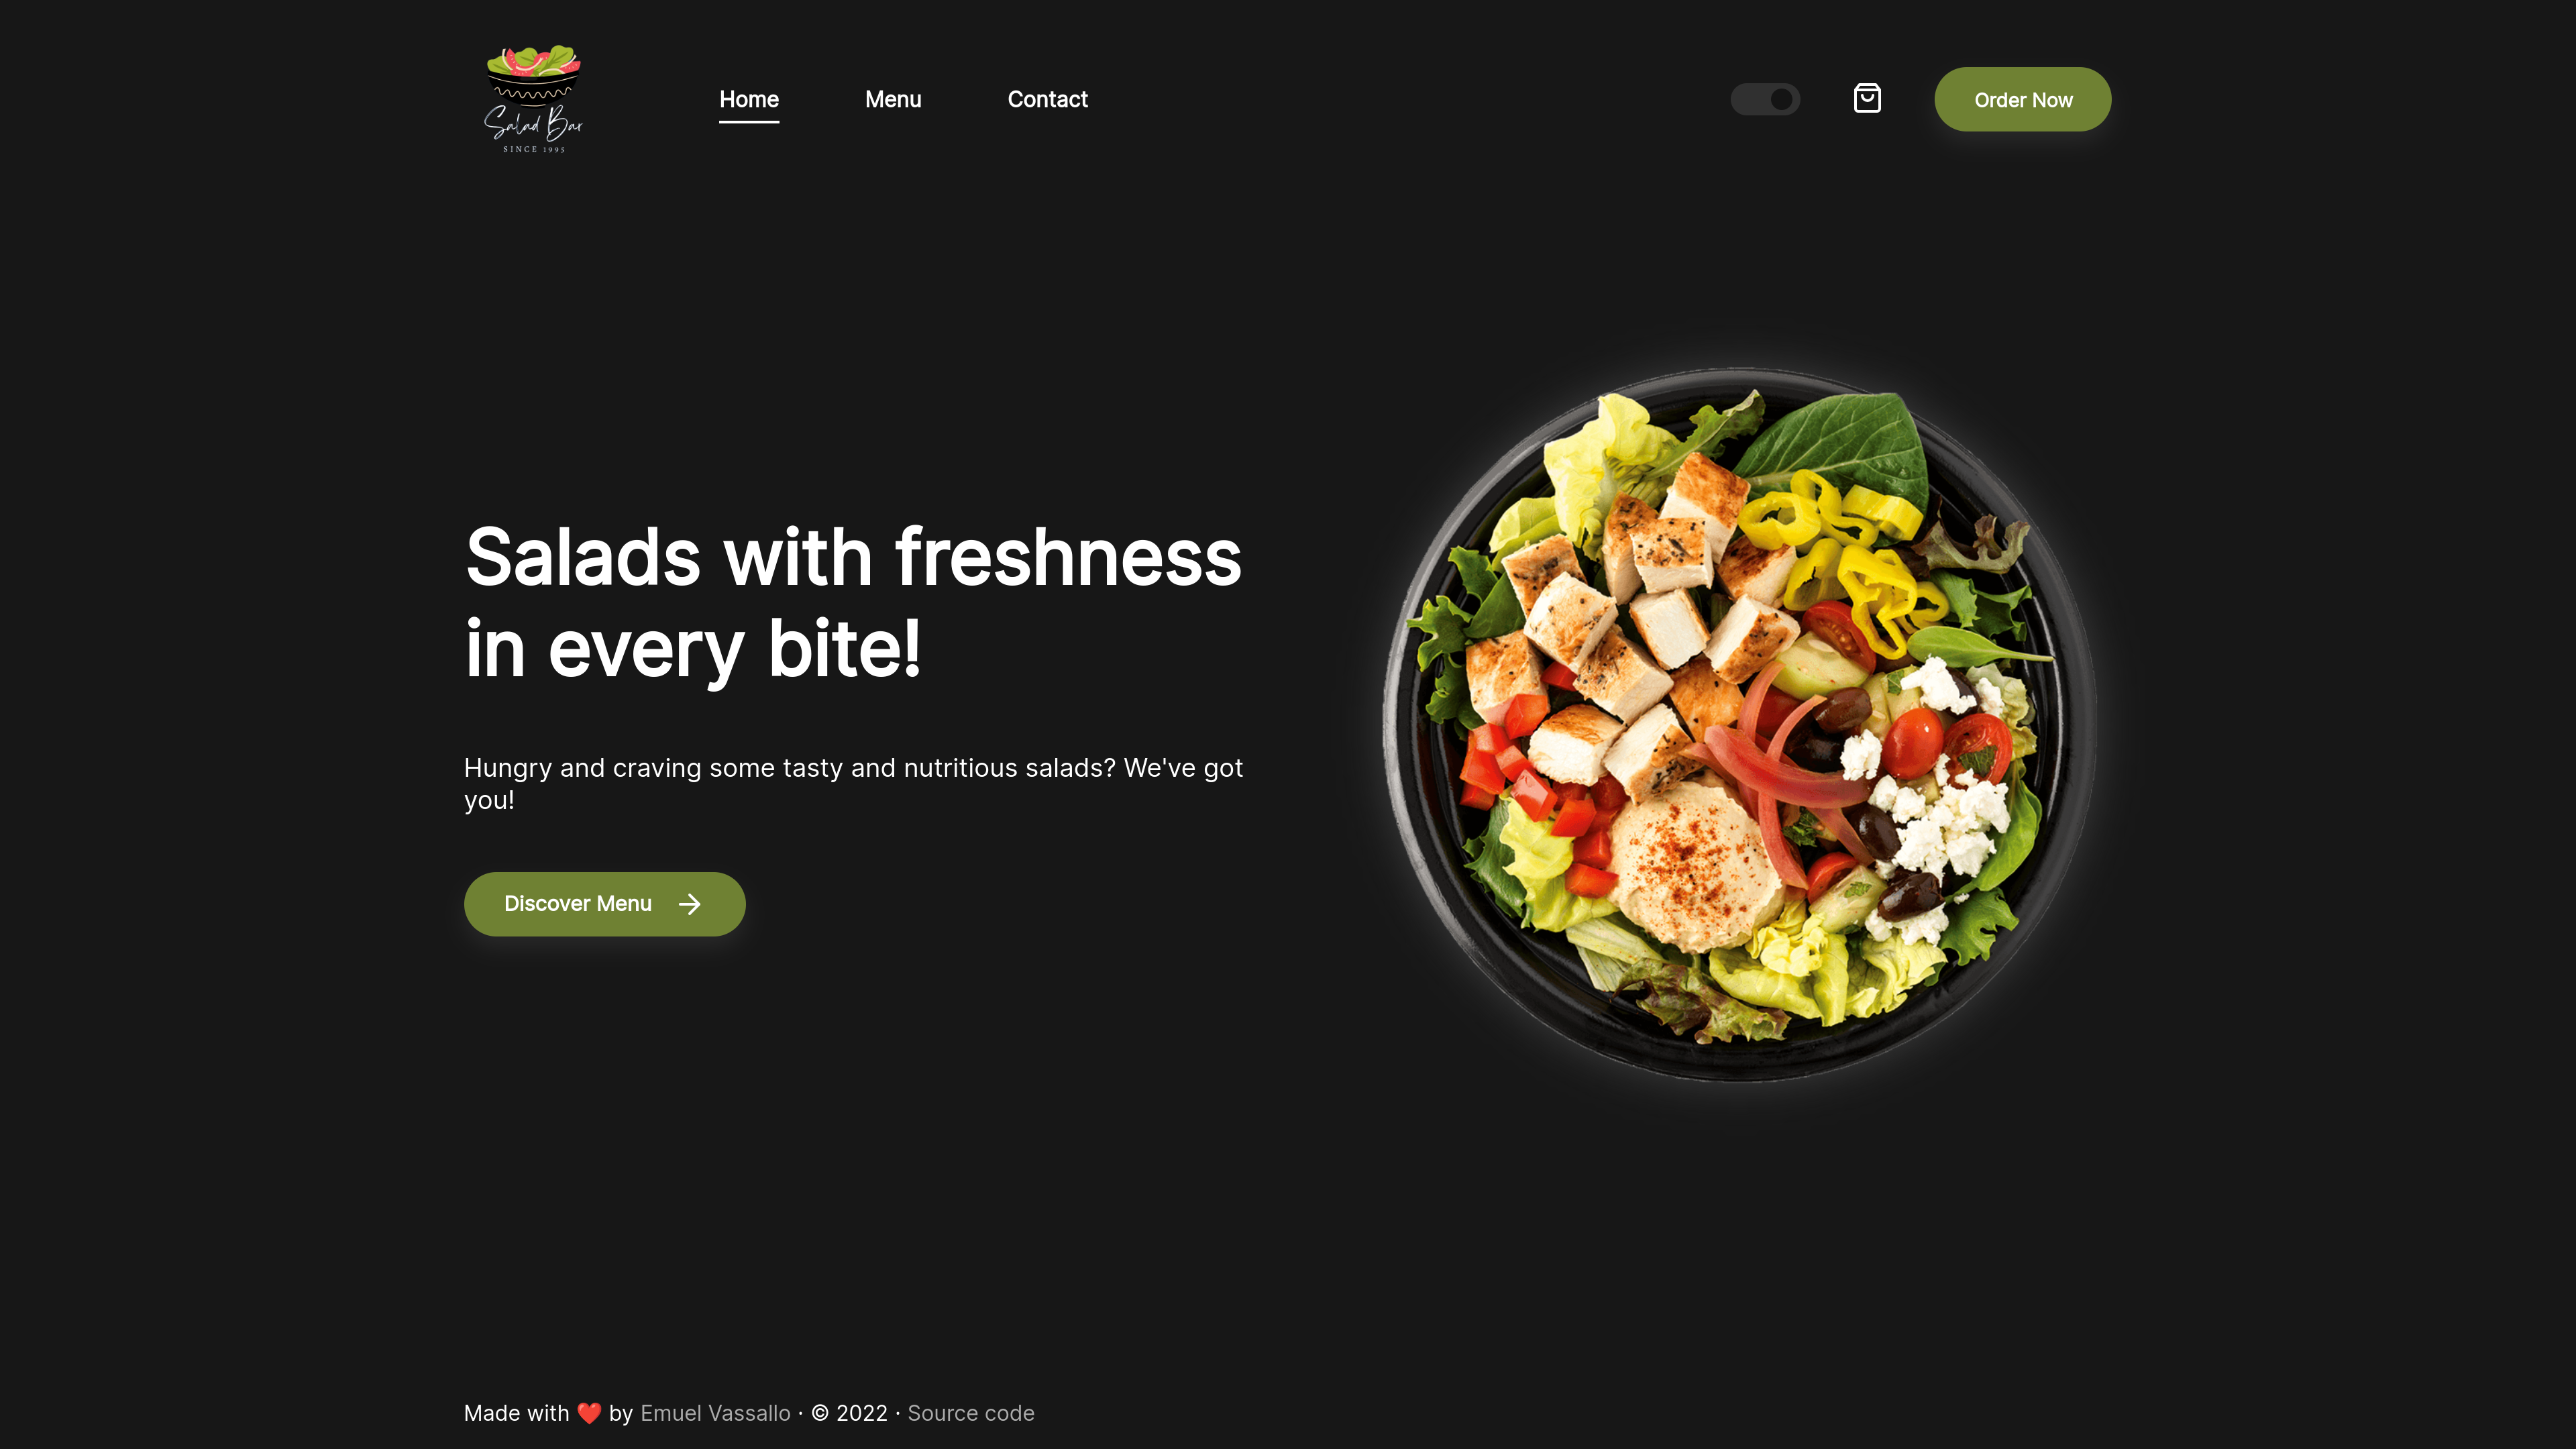 Salad Bar
SINCE 1995
Home
Menu
Contact
Order Now
Salads with freshness
in every bite!
Hungry and craving some tasty and nutritious salads? We've got
you!
Discover Menu
Made with ❤️ by Emuel Vassallo · © 2022 · Source code